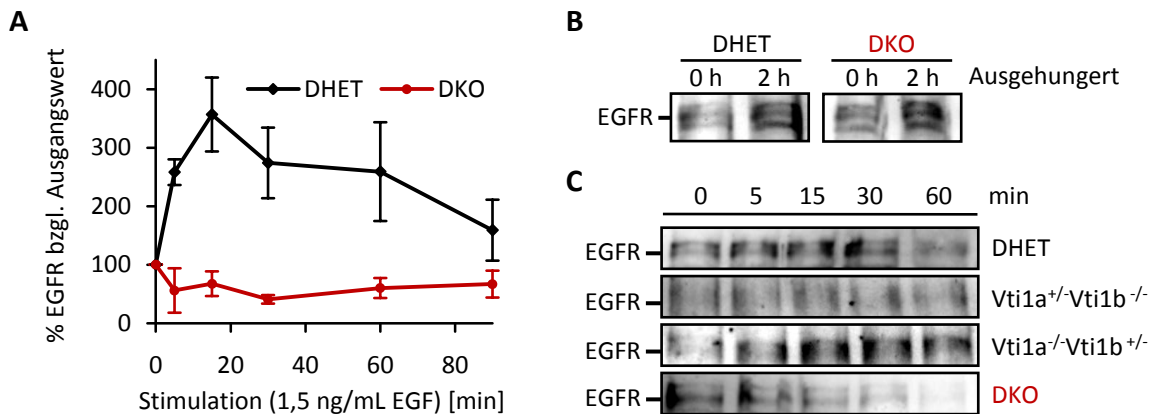 A
% EGFR bzgl. Ausgangswert
400
300
200
100
0
DHET DKO
0 20 40 60 80
Stimulation (1,5 ng/mL EGF) [min]
B
DHET DKO
0 h 2 h 0 h 2 h Ausgehungert
EGFR
C
0 5 15 30 60 min
EGFR DHET
EGFR Vti1a+/-Vti1b -/-
EGFR Vti1a-/-Vti1b +/-
EGFR DKO